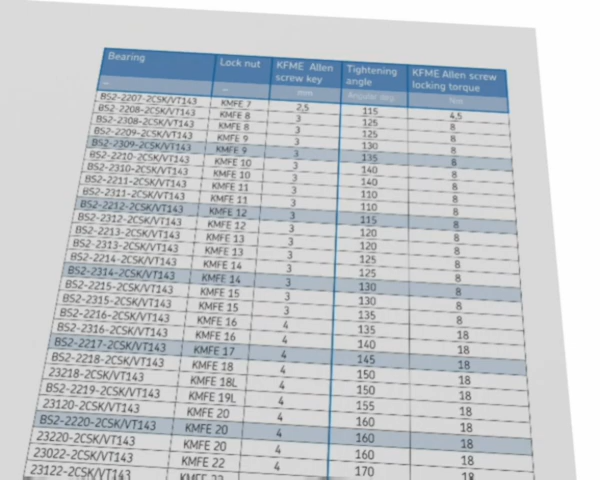 Bearing Lock nut KFME Allen screw key Tightening angle KMFE Allen screw locking torque
– – mm Angular deg. Nm
BS2-2207-2CSK/VT143 KMFE 7 2,5 115 4,5
BS2-2208-2CSK/VT143 KMFE 8 3 125 8
BS2-2308-2CSK/VT143 KMFE 8 3 125 8
BS2-2209-2CSK/VT143 KMFE 9 3 130 8
BS2-2309-2CSK/VT143 KMFE 9 3 135 8
BS2-2210-2CSK/VT143 KMFE 10 3 140 8
BS2-2310-2CSK/VT143 KMFE 10 3 140 8
BS2-2211-2CSK/VT143 KMFE 11 3 110 8
BS2-2311-2CSK/VT143 KMFE 11 3 110 8
BS2-2212-2CSK/VT143 KMFE 12 3 115 8
BS2-2312-2CSK/VT143 KMFE 12 3 120 8
BS2-2213-2CSK/VT143 KMFE 13 3 120 8
BS2-2313-2CSK/VT143 KMFE 13 3 125 8
BS2-2214-2CSK/VT143 KMFE 14 3 125 8
BS2-2314-2CSK/VT143 KMFE 14 3 130 8
BS2-2215-2CSK/VT143 KMFE 15 3 130 8
BS2-2315-2CSK/VT143 KMFE 15 3 135 8
BS2-2216-2CSK/VT143 KMFE 16 4 135 18
BS2-2316-2CSK/VT143 KMFE 16 4 140 18
BS2-2217-2CSK/VT143 KMFE 17 4 145 18
BS2-2218-2CSK/VT143 KMFE 18 4 150 18
23218-2CSK/VT143 KMFE 18L 4 150 18
BS2-2219-2CSK/VT143 KMFE 19L 4 155 18
23120-2CSK/VT143 KMFE 20 4 160 18
BS2-2220-2CSK/VT143 KMFE 20 4 160 18
23220-2CSK/VT143 KMFE 20 4 160 18
23022-2CSK/VT143 KMFE 22 4 170 18
23122-2CSK/VT143